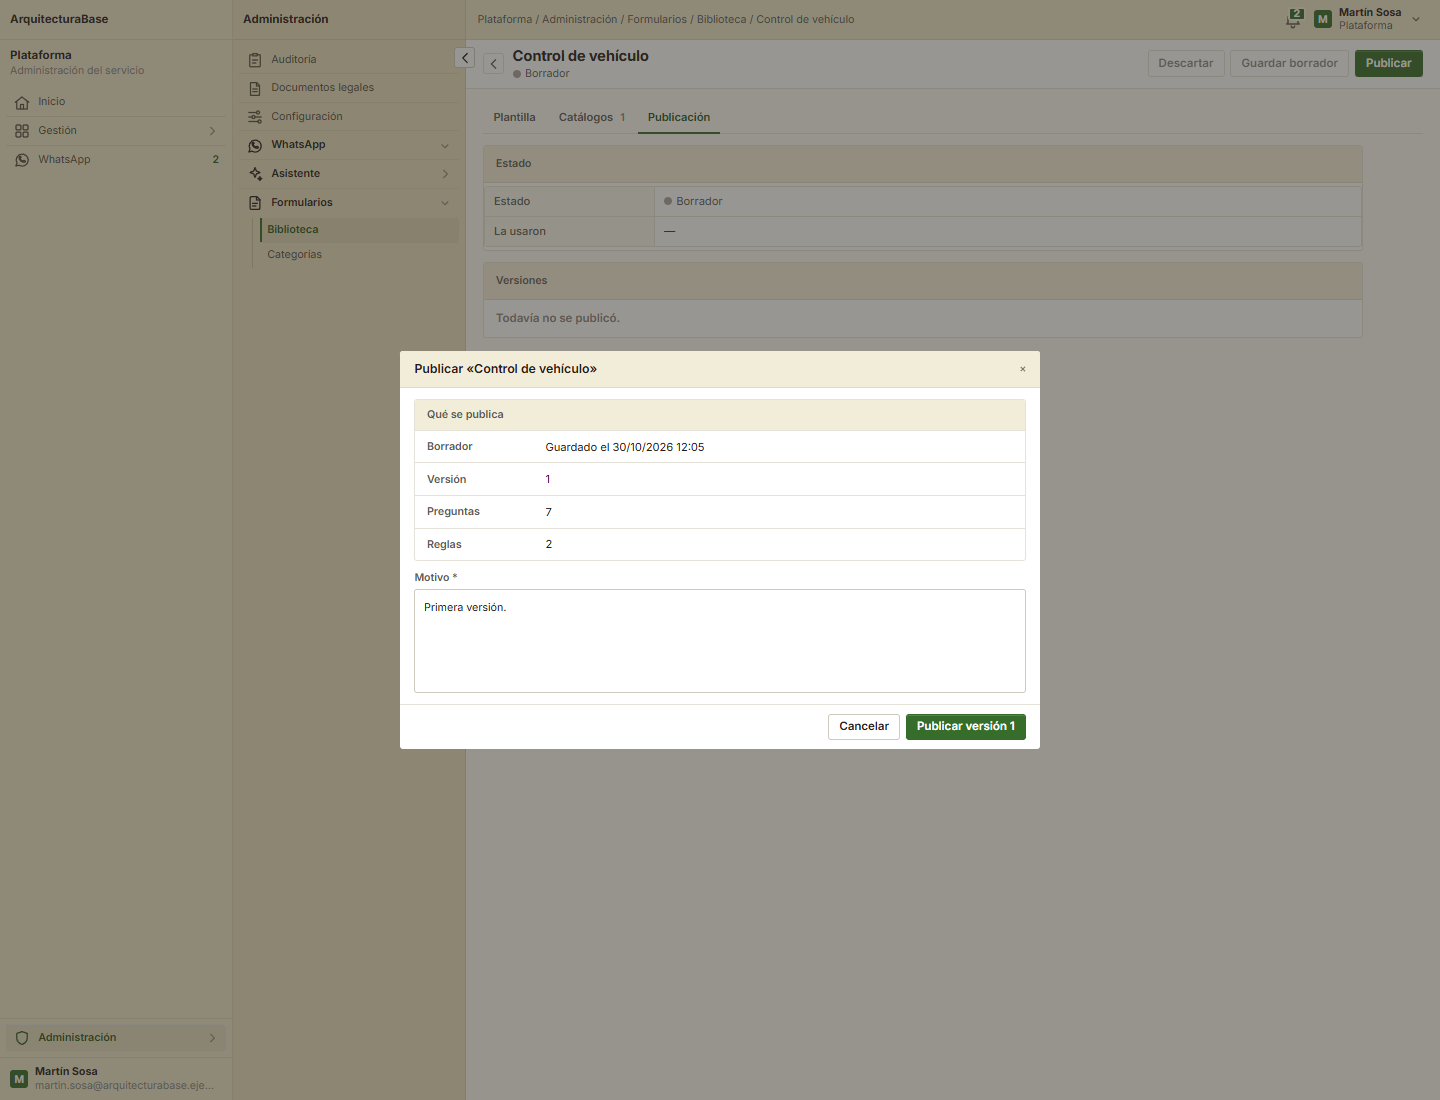 ArquitecturaBase
Plataforma
Administración del servicio
Inicio
Gestión
WhatsApp 2
Administración
Martín Sosa
martin.sosa@arquitecturabase.eje...
Administración
Auditoría
Documentos legales
Configuración
WhatsApp
Asistente
Formularios
Biblioteca
Categorías
Plataforma / Administración / Formularios / Biblioteca / Control de vehículo
2
M
Martín Sosa
Plataforma
Control de vehículo
Borrador
Descartar
Guardar borrador
Publicar
Plantilla
Catálogos 1
Publicación
Estado
Estado Borrador
La usaron —
Versiones
Todavía no se publicó.
Publicar «Control de vehículo» ×
Qué se publica
Borrador Guardado el 30/10/2026 12:05
Versión 1
Preguntas 7
Reglas 2
Motivo *
Primera versión.
Cancelar
Publicar versión 1
M